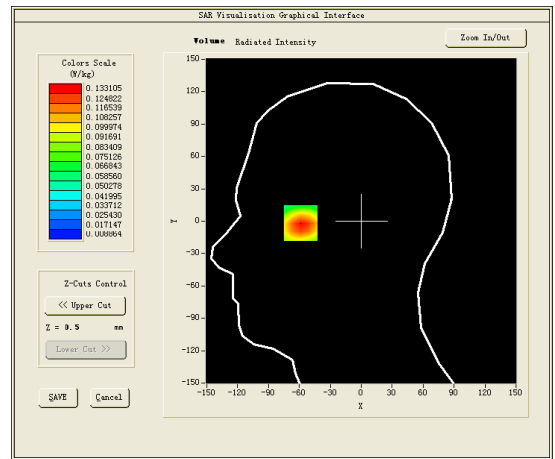 SAR Visualisation Graphical Interface
Volume Radiated Intensity
Zoom In/Out
Colors Scale
(W/kg)
0.133105
0.124822
0.116539
0.108257
0.099974
0.091691
0.083409
0.075126
0.066843
0.058560
0.050278
0.041995
0.033712
0.025430
0.017147
0.008864
Z-Cuts Control
<< Upper Cut
Z = 0.5 mm
Lower Cut >>
SAVE Cancel
150
120
90
60
30
0
-30
-60
-90
-120
-150
Y
-150 -120 -90 -60 -30 0 30 60 90 120 150
X